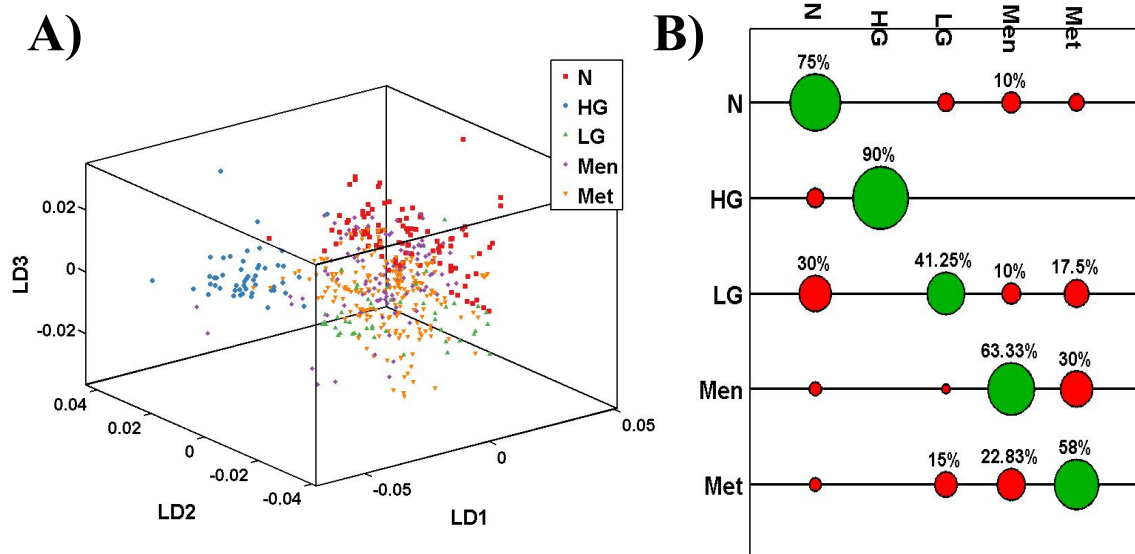 A)
N
HG
LG
Men
Met
0.02
0
-0.02
LD3
0.04
0.02
0
-0.02
-0.04
LD2
-0.05
0
0.05
LD1
B)
N HG LG Men Met
N 75% 10%
HG 90%
LG 30% 41.25% 10% 17.5%
Men 63.33% 30%
Met 15% 22.83% 58%